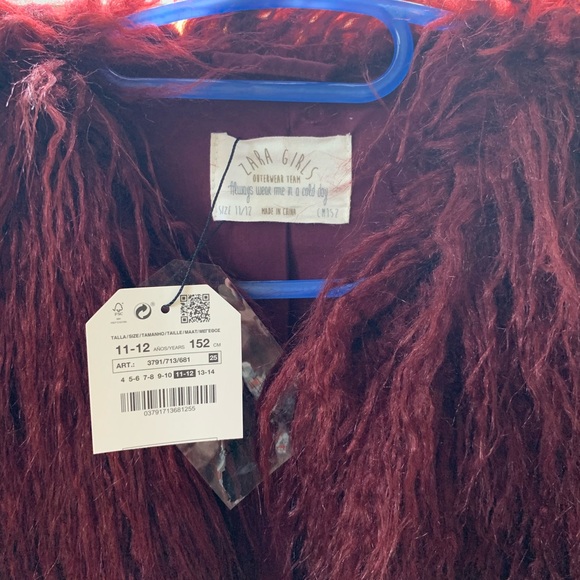 ZARA GIRLS
OUTERWEAR TEAM
Always wear me in a cold day
SIZE 11/12 MADE IN CHINA
FSC
TALLA/SIZE/TAMANHO/TAILLE/MAAT/
11-12 AÑOS/YEARS 152 CM
ART.: 3791/713/681 25
4 5-6 7-8 9-10 11-12 13-14
03791713681255